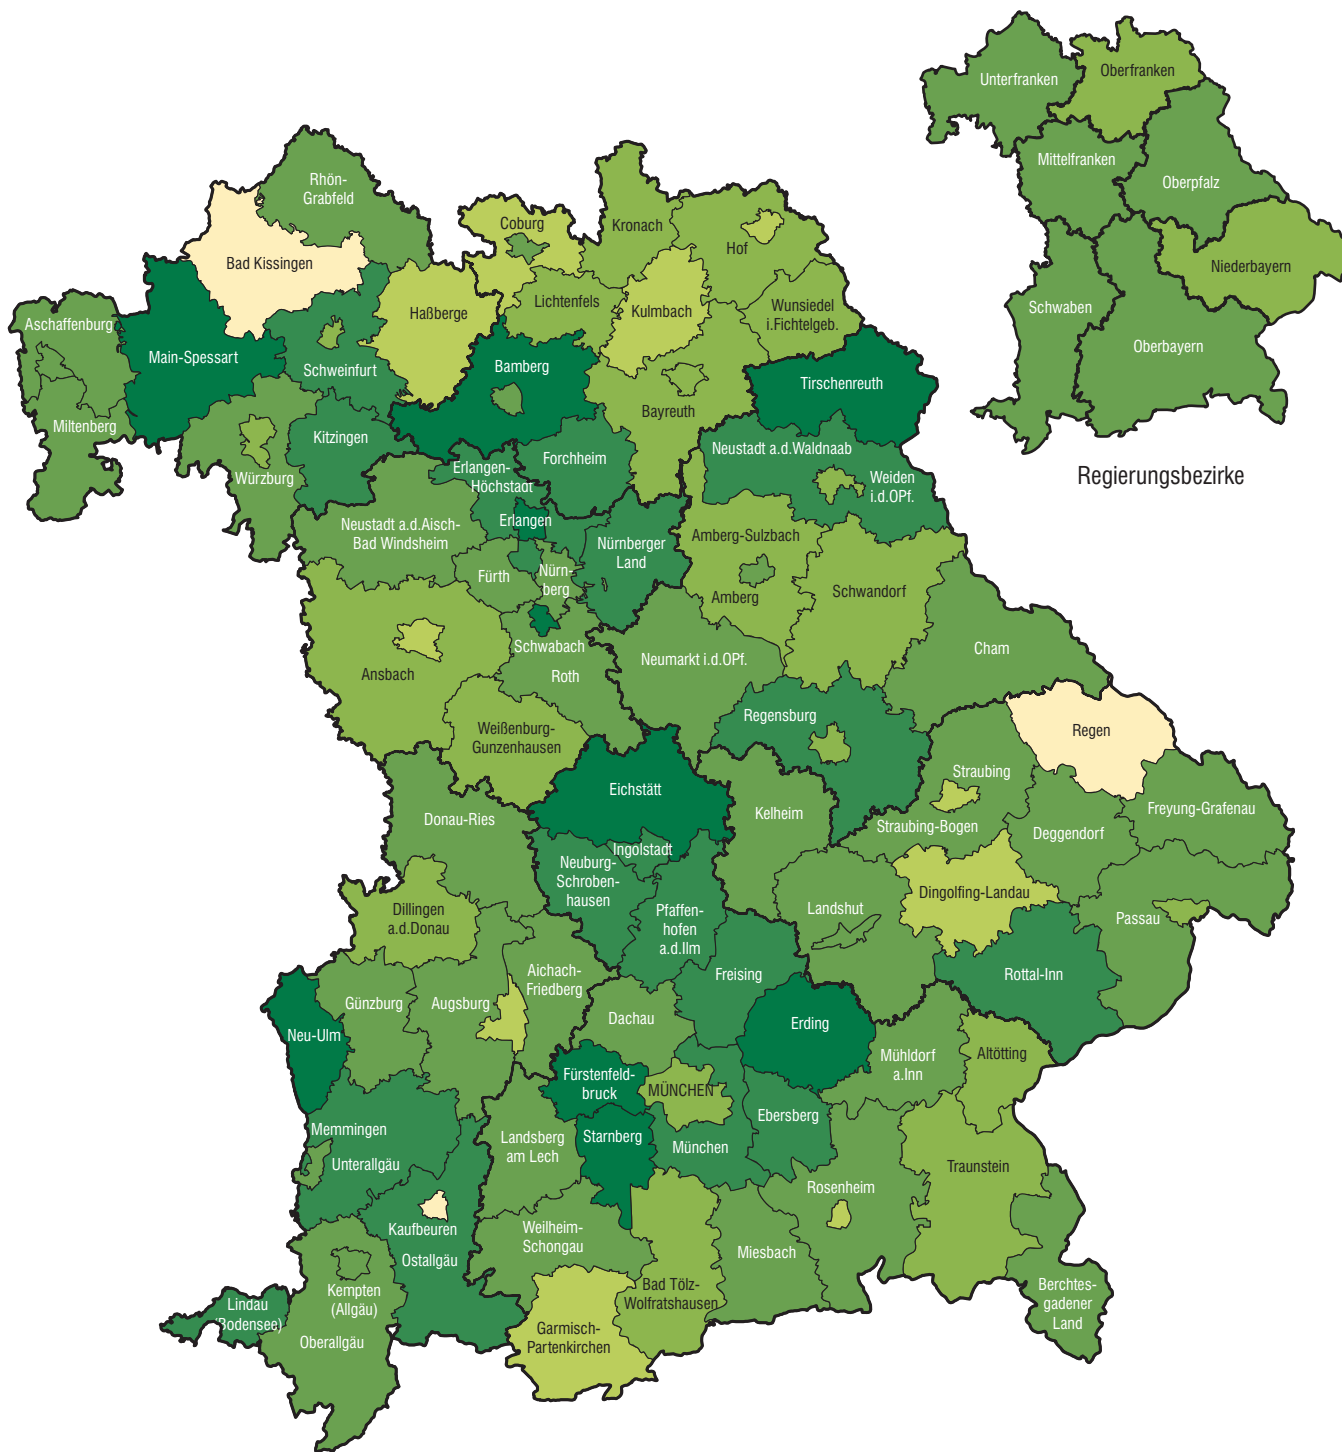 Unterfranken
Oberfranken
Mittelfranken
Oberpfalz
Niederbayern
Schwaben
Oberbayern
Regierungsbezirke
Rhön-
Grabfeld
Bad Kissingen
Coburg
Kronach
Hof
Aschaffenburg
Main-Spessart
Haßberge
Lichtenfels
Kulmbach
Wunsiedel
i.Fichtelgeb.
Schweinfurt
Bamberg
Tirschenreuth
Miltenberg
Bayreuth
Kitzingen
Würzburg
Erlangen-
Höchstadt
Forchheim
Neustadt a.d.Waldnaab
Weiden
i.d.OPf.
Neustadt a.d.Aisch-
Bad Windsheim
Erlangen
Nürnberger
Land
Amberg-Sulzbach
Fürth
Nürn-
berg
Amberg
Schwandorf
Schwabach
Roth
Neumarkt i.d.OPf.
Cham
Ansbach
Weißenburg-
Gunzenhausen
Regensburg
Regen
Eichstätt
Straubing
Donau-Ries
Kelheim
Straubing-Bogen
Deggendorf
Freyung-Grafenau
Ingolstadt
Neuburg-
Schroben-
hausen
Dillingen
a.d.Donau
Pfaffen-
hofen
a.d.Ilm
Landshut
Dingolfing-Landau
Passau
Aichach-
Friedberg
Freising
Rottal-Inn
Günzburg
Augsburg
Neu-Ulm
Dachau
Erding
Mühldorf
a.Inn
Altötting
Fürstenfeld-
bruck
MÜNCHEN
Memmingen
Unterallgäu
Landsberg
am Lech
Starnberg
München
Ebersberg
Traunstein
Rosenheim
Kaufbeuren
Ostallgäu
Weilheim-
Schongau
Miesbach
Bad Tölz-
Wolfratshausen
Berchtes-
gadener
Land
Lindau
(Bodensee)
Kempten
(Allgäu)
Oberallgäu
Garmisch-
Partenkirchen